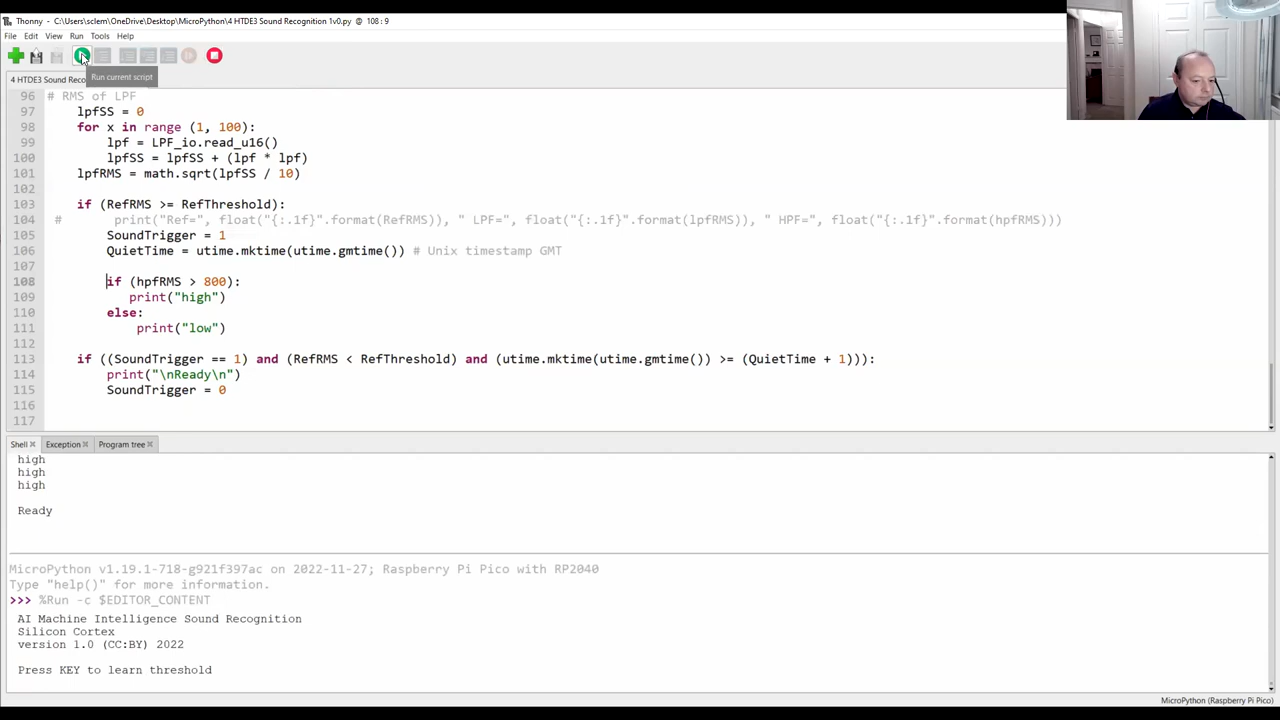 Thonny - C:\Users\sclem\OneDrive\Desktop\MicroPython\4 HTDE3 Sound Recognition 1v0.py @ 108 : 9
File Edit View Run Tools Help
4 HTDE3 Sound Reco
Run current script
96 # RMS of LPF
97 lpfSS = 0
98 for x in range (1, 100):
99 lpf = LPF_io.read_u16()
100 lpfSS = lpfSS + (lpf * lpf)
101 lpfRMS = math.sqrt(lpfSS / 10)
102
103 if (RefRMS >= RefThreshold):
104 # print("Ref=", float("{:.1f}".format(RefRMS)), " LPF=", float("{:.1f}".format(lpfRMS)), " HPF=", float("{:.1f}".format(hpfRMS)))
105 SoundTrigger = 1
106 QuietTime = utime.mktime(utime.gmtime()) # Unix timestamp GMT
107
108 if (hpfRMS > 800):
109 print("high")
110 else:
111 print("low")
112
113 if ((SoundTrigger == 1) and (RefRMS < RefThreshold) and (utime.mktime(utime.gmtime()) >= (QuietTime + 1))):
114 print("\nReady\n")
115 SoundTrigger = 0
116
117
Shell Exception Program tree
high
high
high
Ready
MicroPython v1.19.1-718-g921f397ac on 2022-11-27; Raspberry Pi Pico with RP2040
Type "help()" for more information.
>>> %Run -c $EDITOR_CONTENT
AI Machine Intelligence Sound Recognition
Silicon Cortex
version 1.0 (CC:BY) 2022
Press KEY to learn threshold
MicroPython (Raspberry Pi Pico)